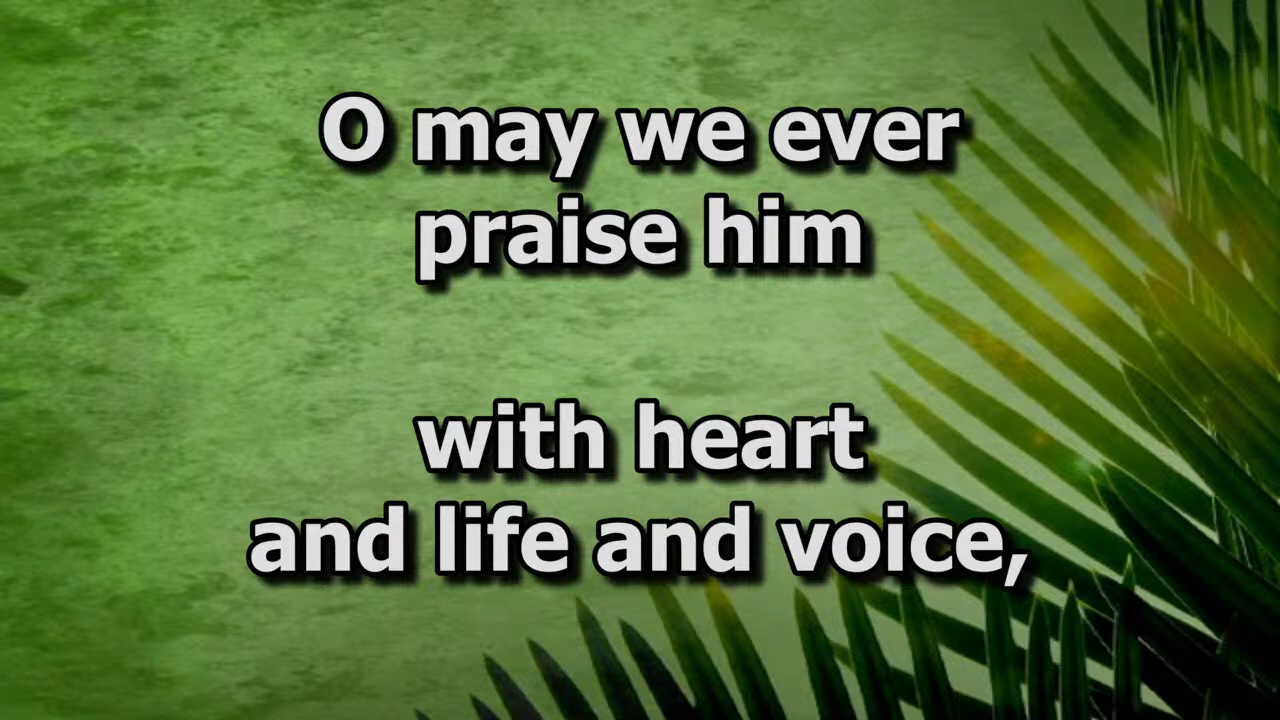 O may we ever
praise him
with heart
and life and voice,